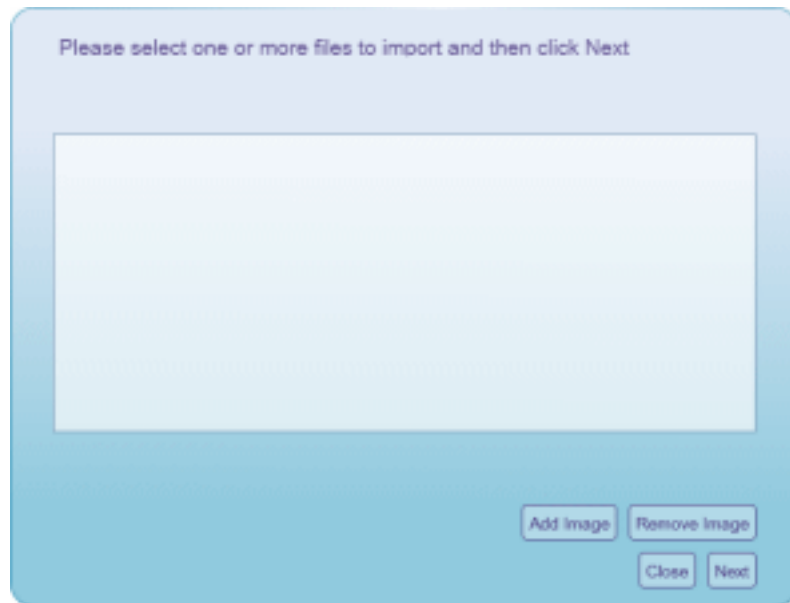 Please select one or more files to import and then click Next
Add Image Remove Image
Close Next